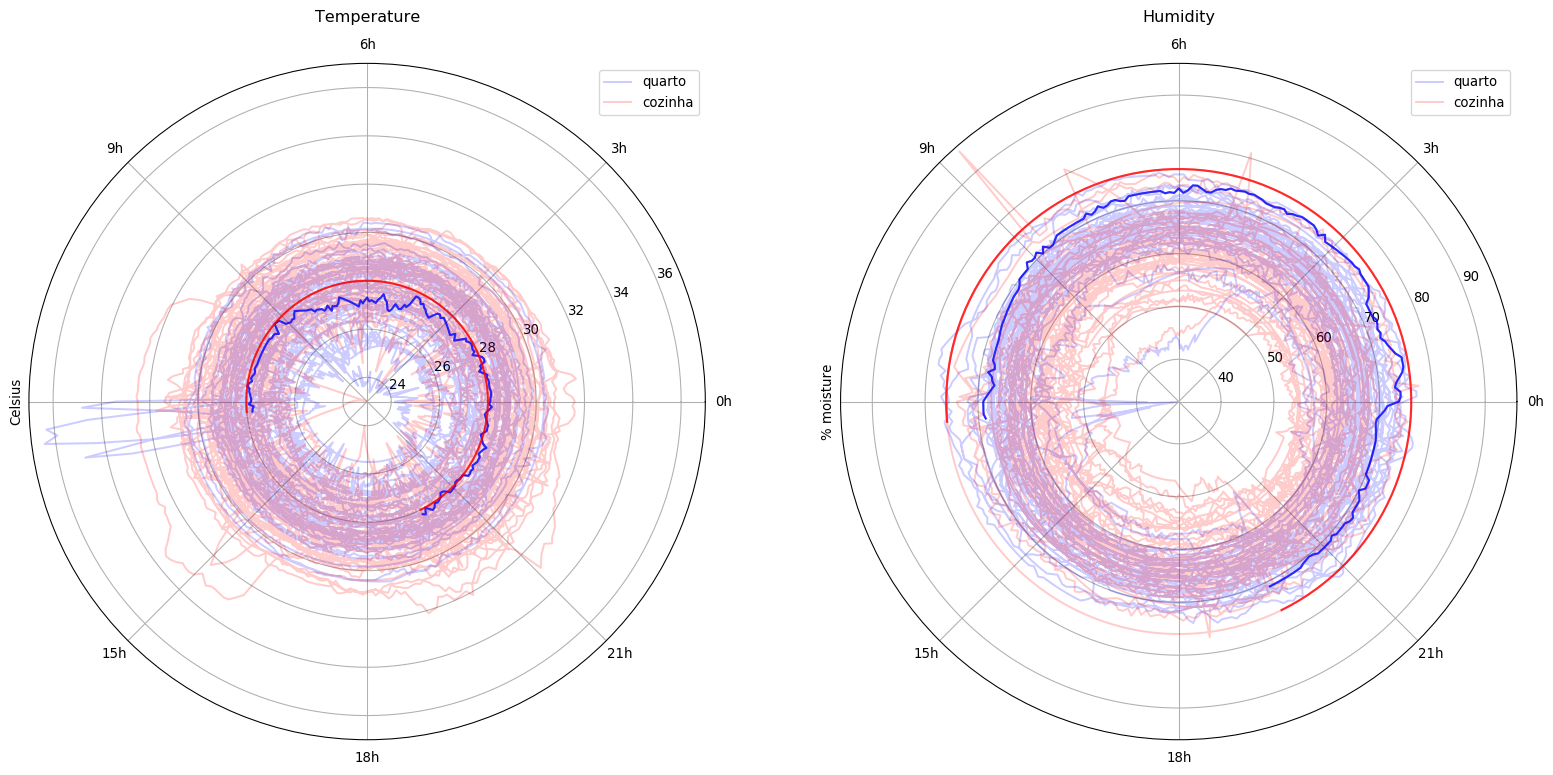 Temperature
6h
quarto
cozinha
9h
3h
36
34
32
30
28
26
24
0h
Celsius
15h
21h
18h
Humidity
6h
quarto
cozinha
9h
3h
90
80
70
60
50
40
0h
% moisture
15h
21h
18h